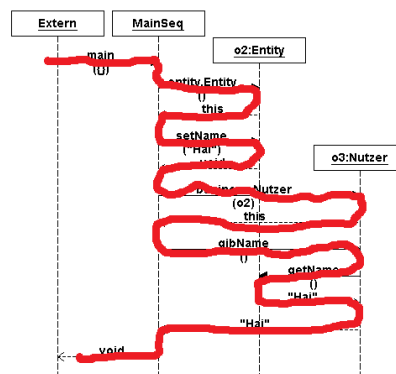 Extern
MainSeq
o2:Entity
main
({})
entity.Entity
()
this
setName
("Hai")
void
o3:Nutzer
Nutzer
(o2)
this
gibName
()
getName
()
"Hai"
"Hai"
void